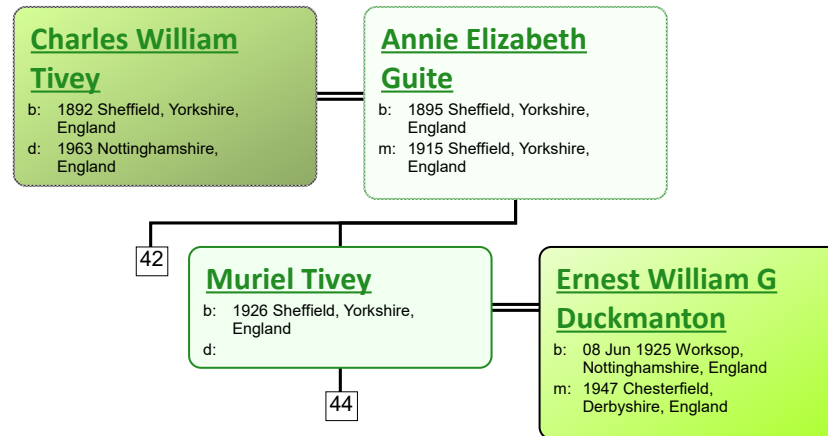 Charles William
Tivey
b: 1892 Sheffield, Yorkshire,
England
d: 1963 Nottinghamshire,
England
Annie Elizabeth
Guite
b: 1895 Sheffield, Yorkshire,
England
m: 1915 Sheffield, Yorkshire,
England
42
Muriel Tivey
b: 1926 Sheffield, Yorkshire,
England
d:
Ernest William G
Duckmanton
b: 08 Jun 1925 Worksop,
Nottinghamshire, England
m: 1947 Chesterfield,
Derbyshire, England
44